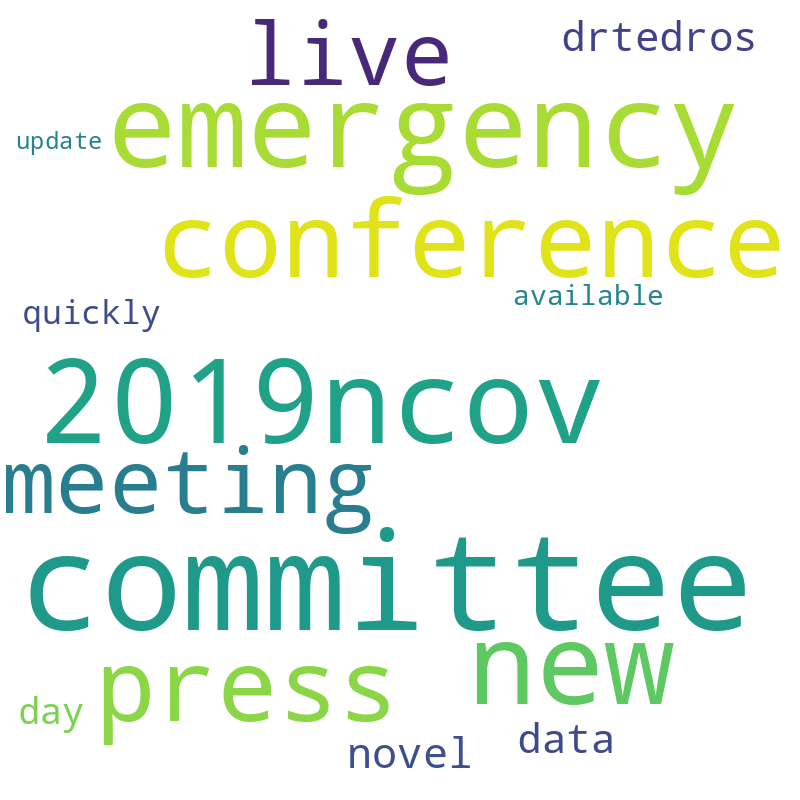 live
drtedros
emergency
update
conference
available
quickly
2019ncov
meeting
committee
new
press
day
data
novel